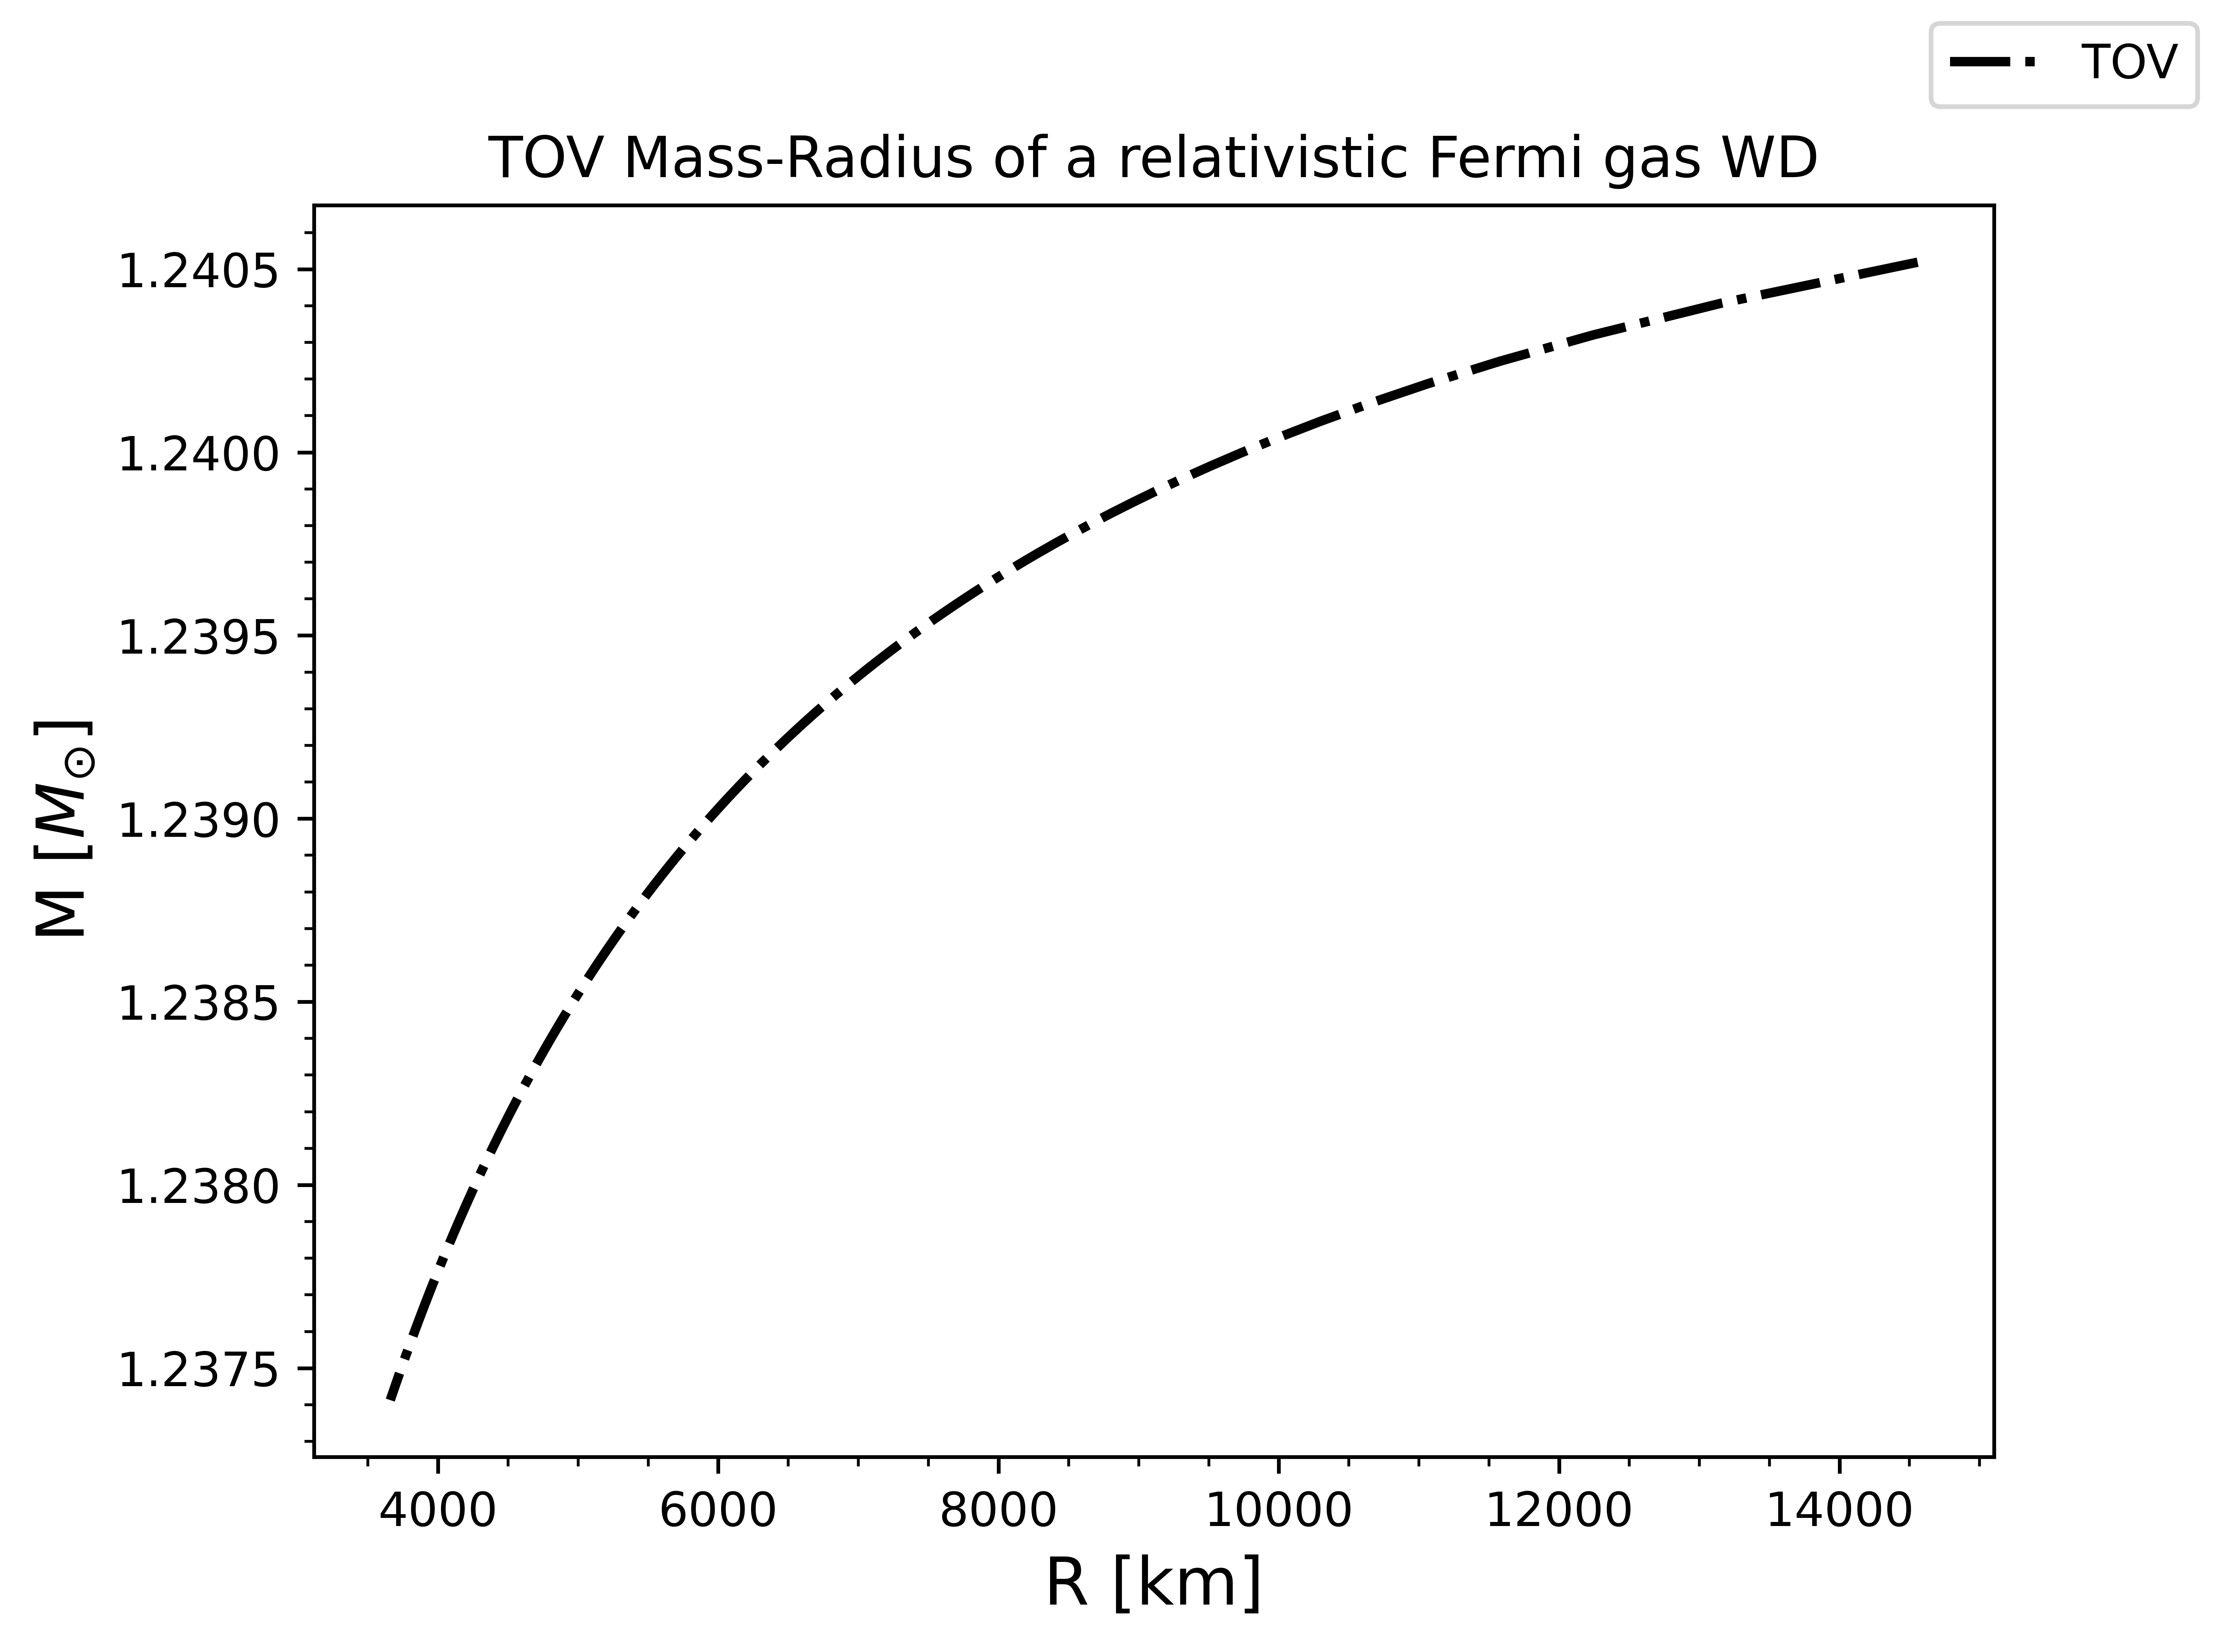 TOV
TOV Mass-Radius of a relativistic Fermi gas WD
M [M⊙]
1.2405
1.2400
1.2395
1.2390
1.2385
1.2380
1.2375
4000 6000 8000 10000 12000 14000
R [km]